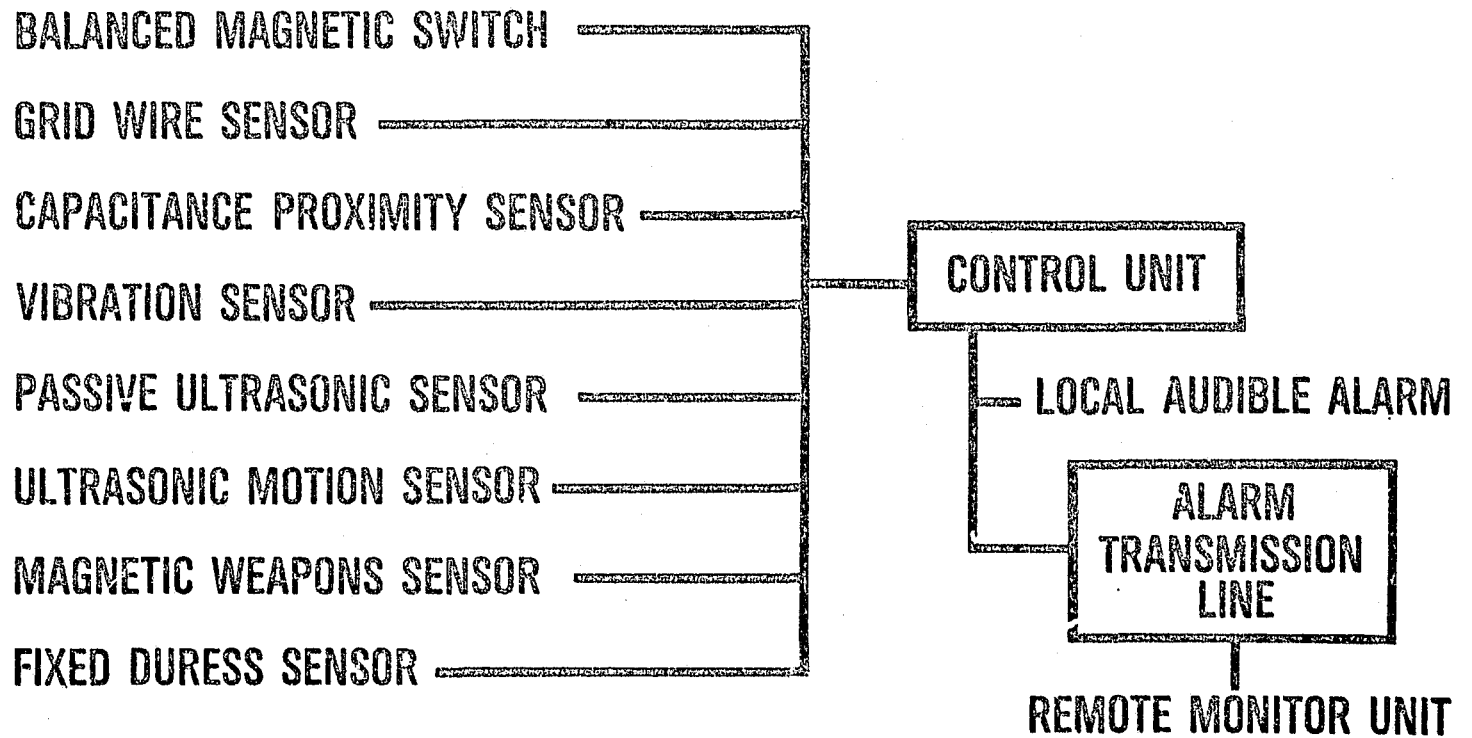 BALANCED MAGNETIC SWITCH
GRID WIRE SENSOR
CAPACITANCE PROXIMITY SENSOR
VIBRATION SENSOR
PASSIVE ULTRASONIC SENSOR
ULTRASONIC MOTION SENSOR
MAGNETIC WEAPONS SENSOR
FIXED DURESS SENSOR
CONTROL UNIT
LOCAL AUDIBLE ALARM
ALARM
TRANSMISSION
LINE
REMOTE MONITOR UNIT